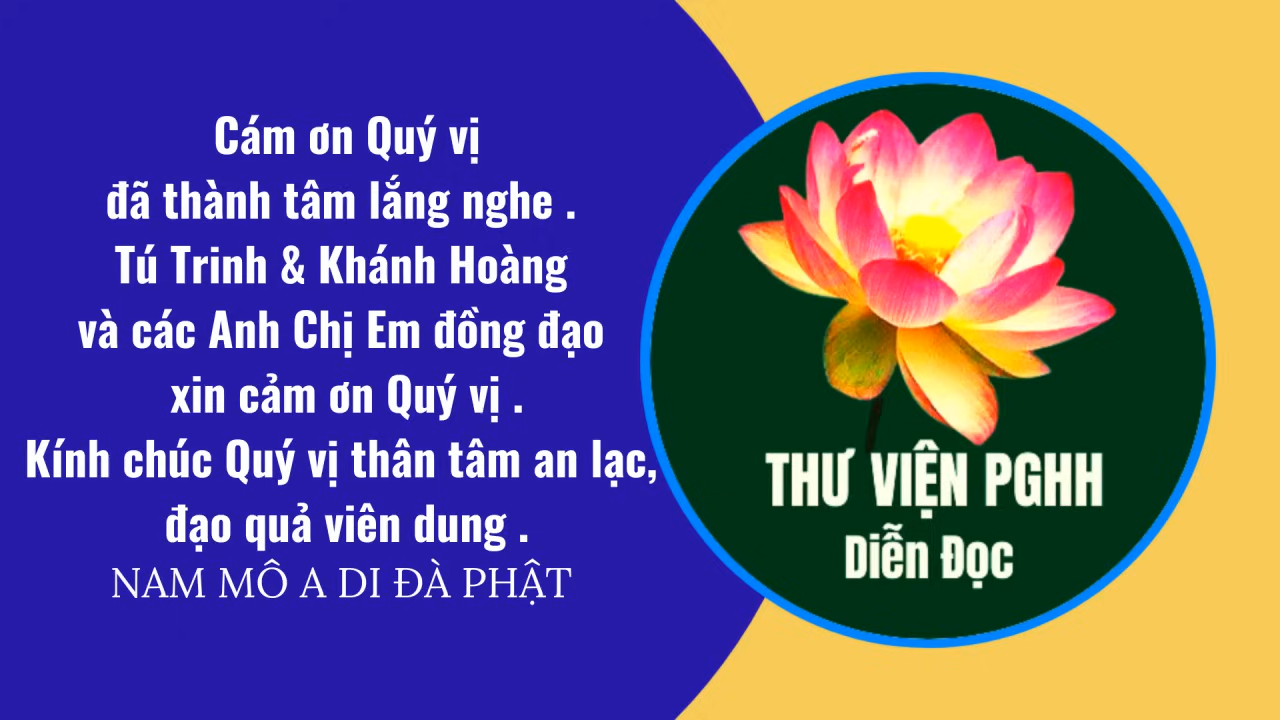 Cám ơn Quý vị
đã thành tâm lắng nghe .
Tú Trinh & Khánh Hoàng
và các Anh Chị Em đồng đạo
xin cảm ơn Quý vị .
Kính chúc Quý vị thân tâm an lạc,
đạo quả viên dung .
NAM MÔ A DI ĐÀ PHẬT
THƯ VIỆN PGHH
Diễn Đọc